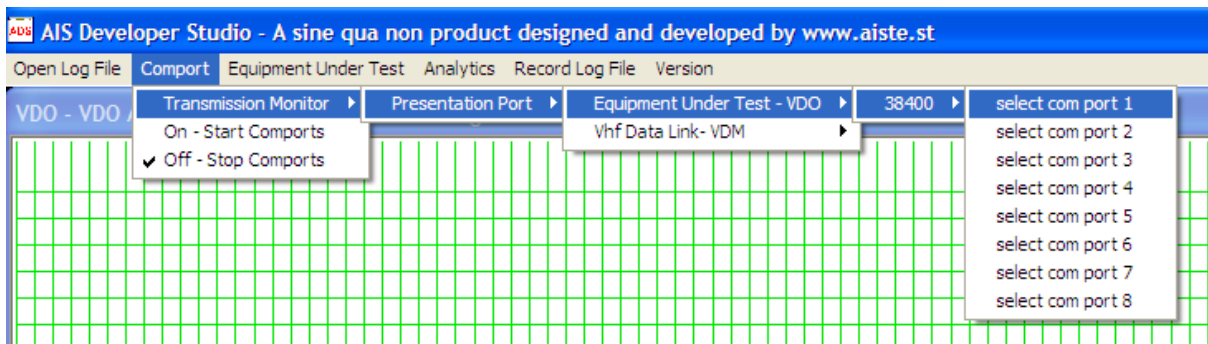 ADS AIS Developer Studio - A sine qua non product designed and developed by www.aiste.st
Open Log File Comport Equipment Under Test Analytics Record Log File Version
VDO - VDO
Transmission Monitor Presentation Port Equipment Under Test - VDO 38400 select com port 1
On - Start Comports Vhf Data Link- VDM select com port 2
Off - Stop Comports select com port 3
select com port 4
select com port 5
select com port 6
select com port 7
select com port 8